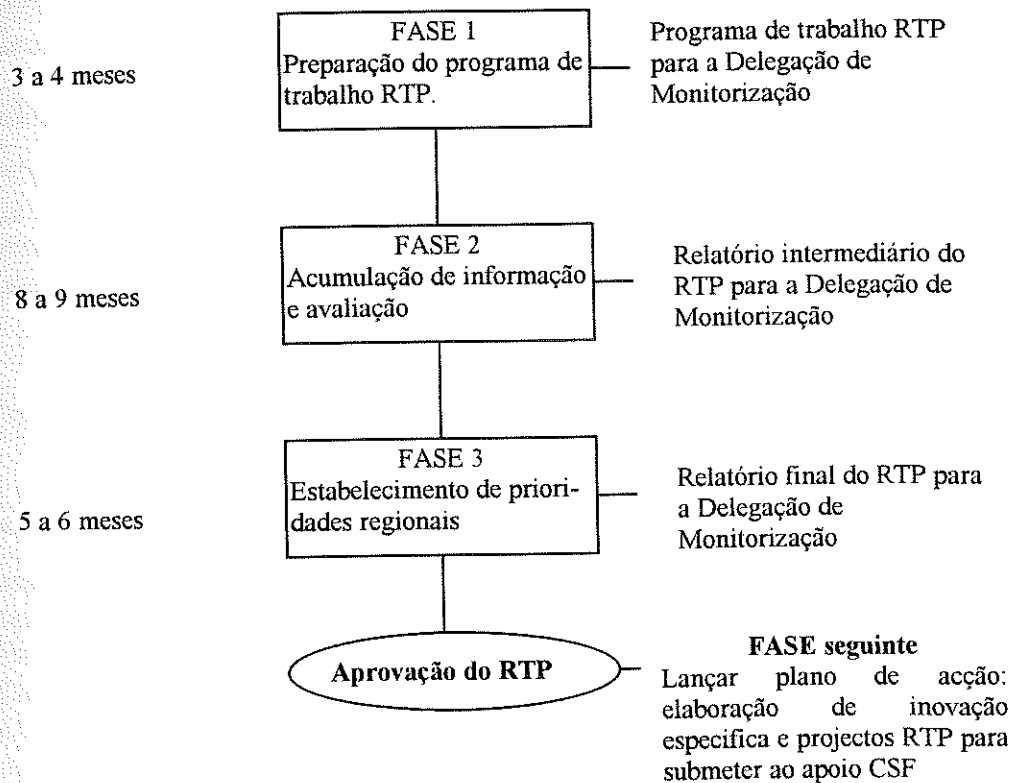 3 a 4 meses
FASE 1
Preparação do programa de
trabalho RTP.
Programa de trabalho RTP
para a Delegação de
Monitorização
8 a 9 meses
FASE 2
Acumulação de informação
e avaliação
Relatório intermediário do
RTP para a Delegação de
Monitorização
5 a 6 meses
FASE 3
Estabelecimento de priori-
dades regionais
Relatório final do RTP para
a Delegação de
Monitorização
Aprovação do RTP
FASE seguinte
Lançar plano de acção:
elaboração de inovação
especifica e projectos RTP para
submeter ao apoio CSF